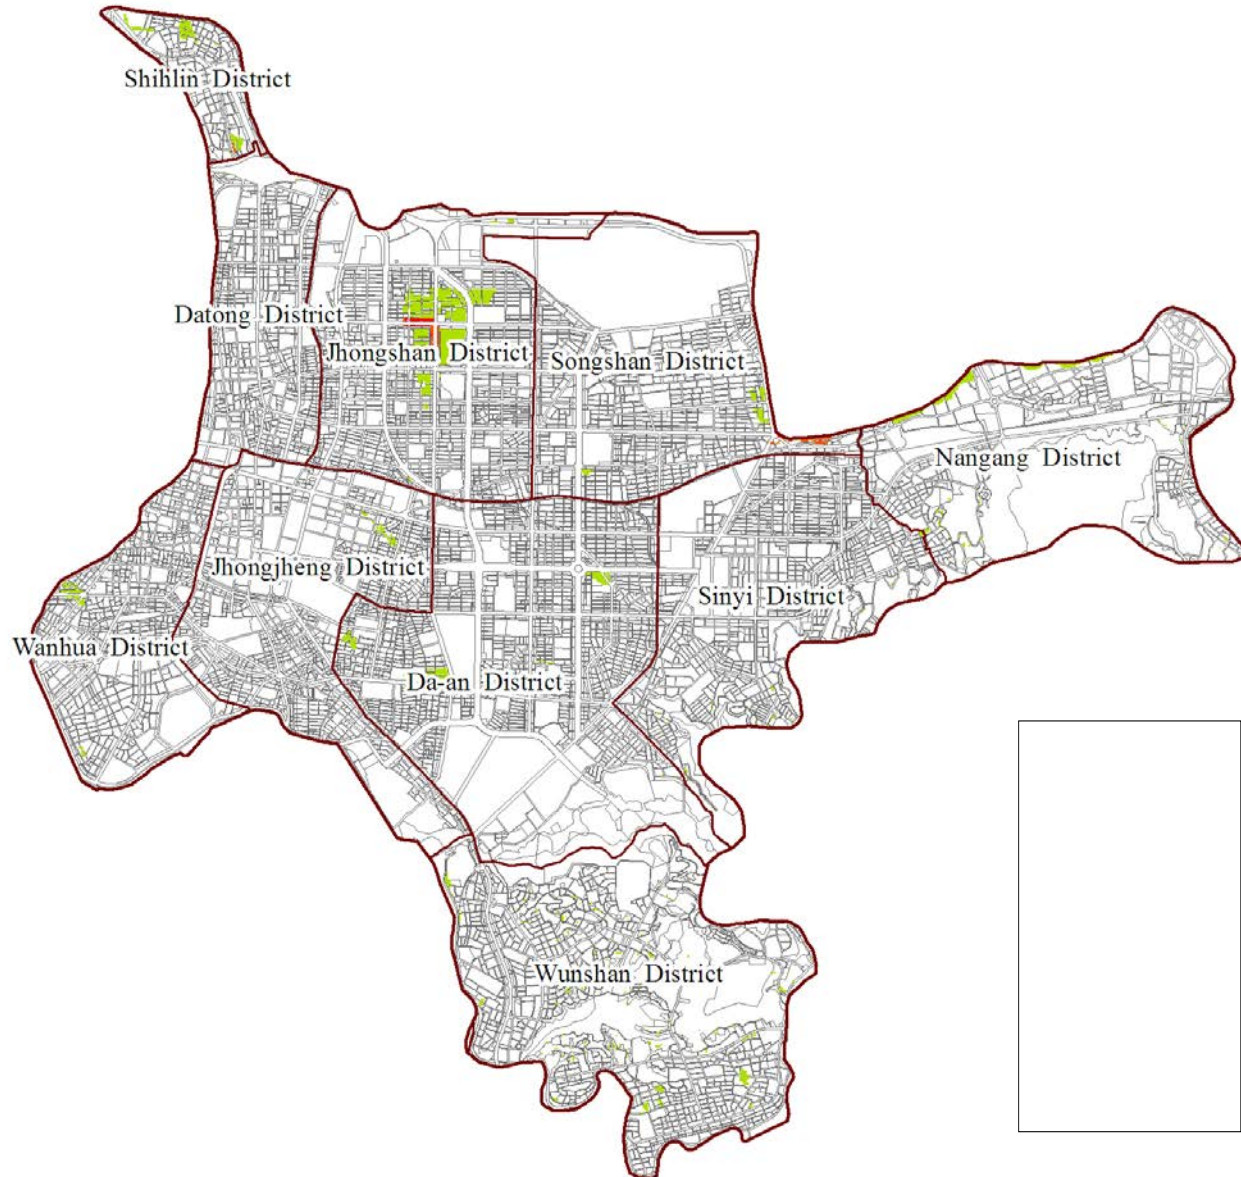 Shihlin District
Datong District
Jhongshan District
Songshan District
Nangang District
Jhongjheng District
Sinyi District
Wanhua District
Da-an District
Wunshan District